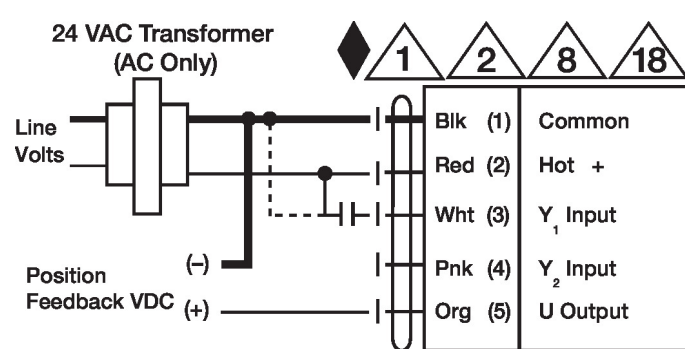 24 VAC Transformer
(AC Only)
1 2 8 18
Line
Volts
Blk (1) Common
Red (2) Hot +
Wht (3) Y1 Input
Pnk (4) Y2 Input
Org (5) U Output
Position
Feedback VDC
(–)
(+)